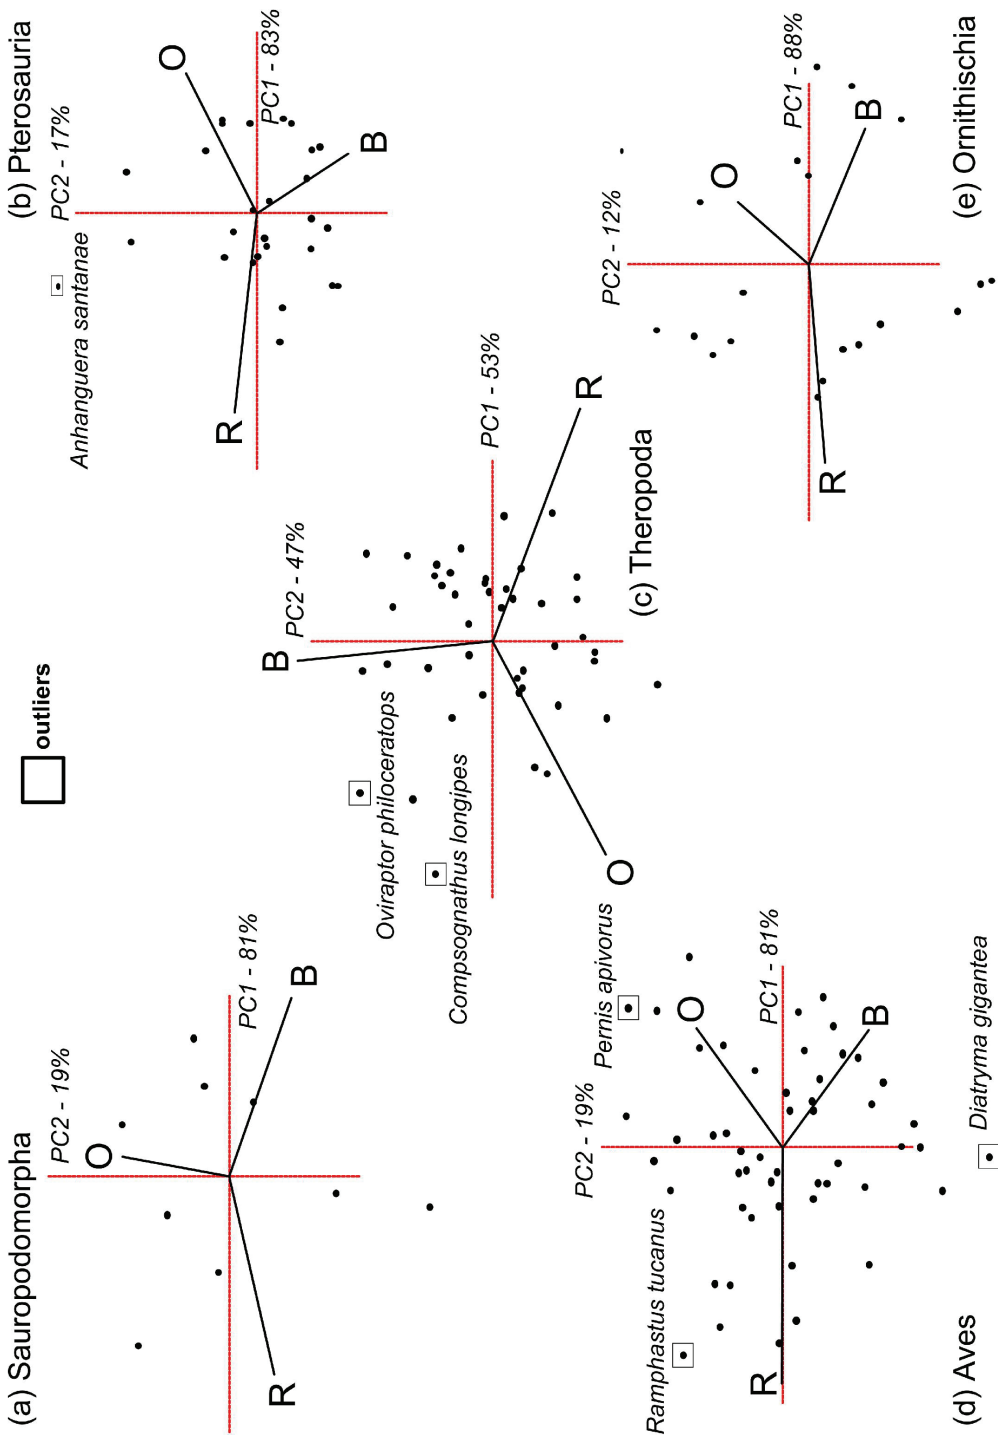 (a) Sauropodomorpha
PC2 - 19%
O
PC1 - 81%
B
R
outliers
(b) Pterosauria
PC2 - 17%
Anhanguera santanae
O
PC1 - 83%
B
R
PC2 - 47%
B
Oviraptor philoceratops
Compsognathus longipes
PC1 - 53%
R
O
(c) Theropoda
PC2 - 19%
Pernis apivorus
Ramphastus tucanus
O
PC1 - 81%
B
R
Diatryma gigantea
(d) Aves
PC2 - 12%
O
PC1 - 88%
B
R
(e) Ornithischia